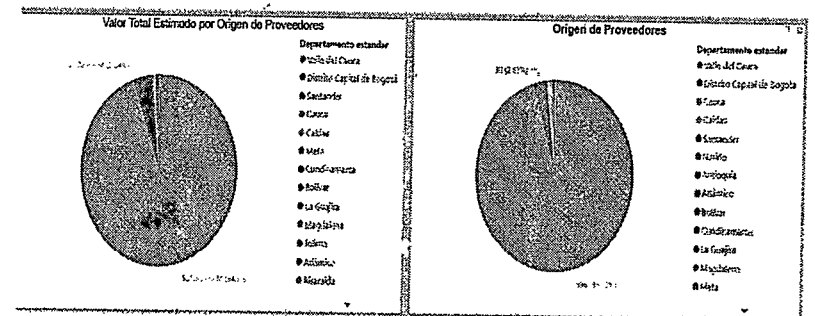 Valor Total Estimado por Origen de Proveedores
Departamento estandar
Valle del Cauca
Distrito Capital de Bogotá
Santander
Cauca
Caldas
Meta
Cundinamarca
Bolívar
La Guajira
Magdalena
Tolima
Atlántico
Risaralda
Origen de Proveedores
Departamento estandar
Valle del Cauca
Distrito Capital de Bogotá
Cauca
Caldas
Santander
Nariño
Antioquia
Atlántico
Bolívar
Cundinamarca
La Guajira
Magdalena
Meta